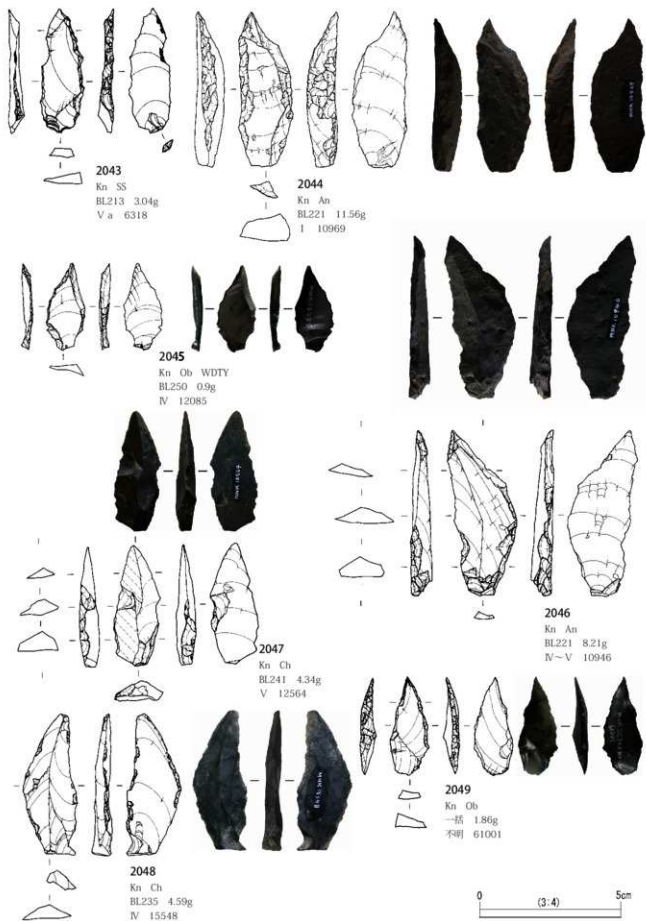 2043
Kn SS
BL213 3.04g
Ⅴa 6318
2044
Kn An
BL221 11.56g
Ⅰ 10969
2045
Kn Ob WDTY
BL250 0.9g
Ⅳ 12085
2046
Kn An
BL221 8.21g
Ⅳ～Ⅴ 10946
2047
Kn Ch
BL241 4.34g
Ⅴ 12564
2048
Kn Ch
BL235 4.59g
Ⅳ 15548
2049
Kn Ob
一括 1.86g
不明 61001
0 (3:4) 5cm